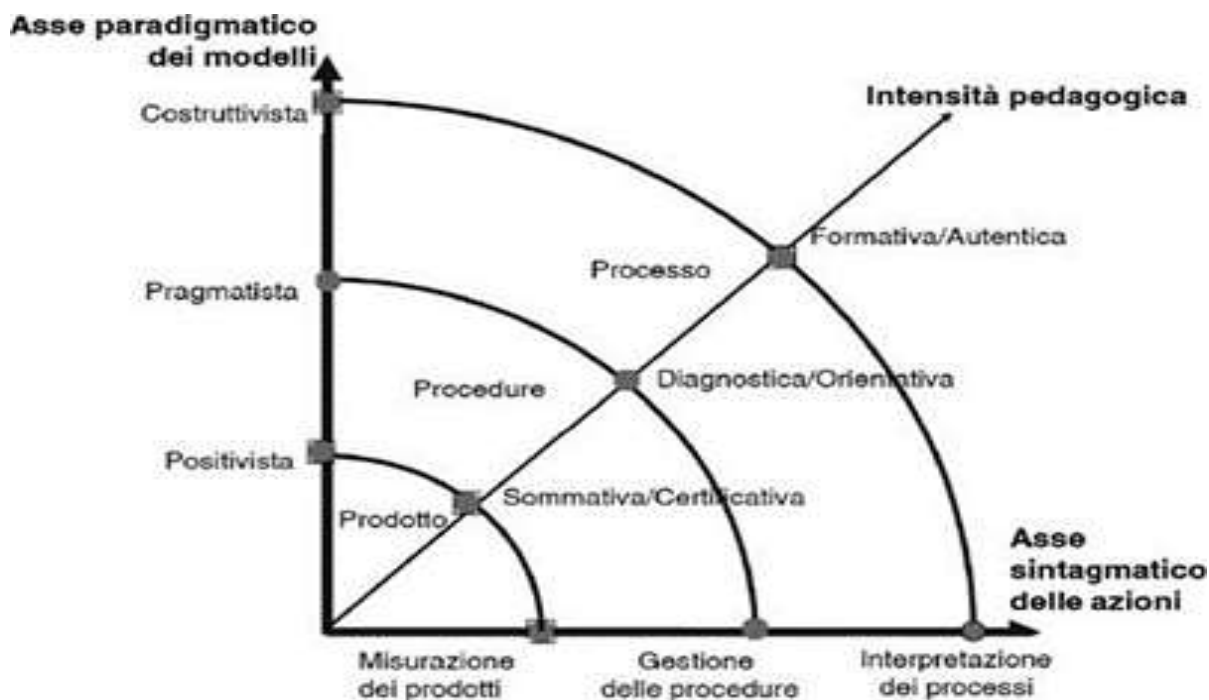 Asse paradigmatico
dei modelli
Intensità pedagogica
Costruttivista
Formativa/Autentica
Processo
Pragmatista
Diagnostica/Orientativa
Procedure
Positivista
Sommativa/Certificativa
Prodotto
Asse
sintagmatico
delle azioni
Misurazione
dei prodotti
Gestione
delle procedure
Interpretazione
dei processi